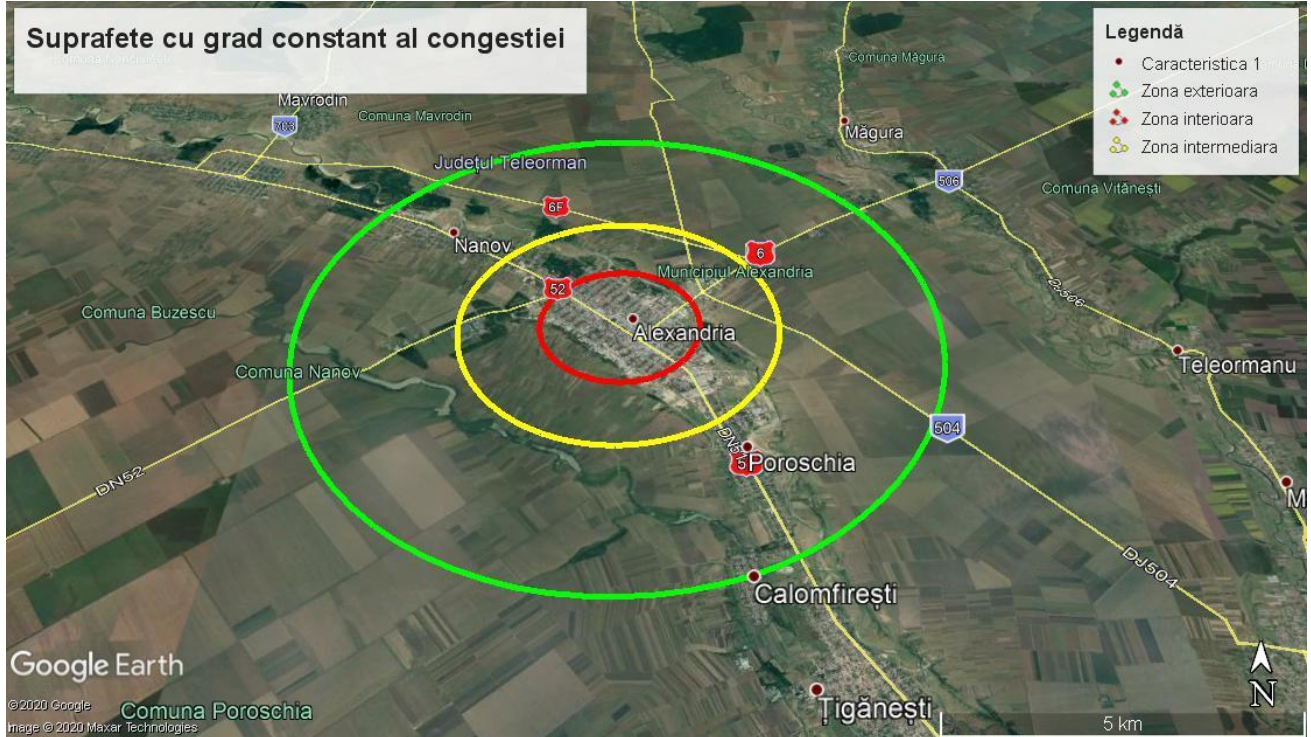 Suprafete cu grad constant al congestiei
Legendă
Caracteristica 1
Zona exterioara
Zona interioara
Zona intermediara
Comuna Măgura
Mavrodin
Comuna Mavrodin
703
Măgura
Județul Teleorman
506
Comuna Vitănești
6F
Nanov
6
Municipiul Alexandria
52
DJ506
Comuna Buzescu
Alexandria
Teleormanu
Comuna Nanov
504
DN51
Poroschia
DN52
M
DJ504
Calomfirești
Google Earth
N
©2020 Google
Image © 2020 Maxar Technologies
Comuna Poroschia
Țigănești
5 km